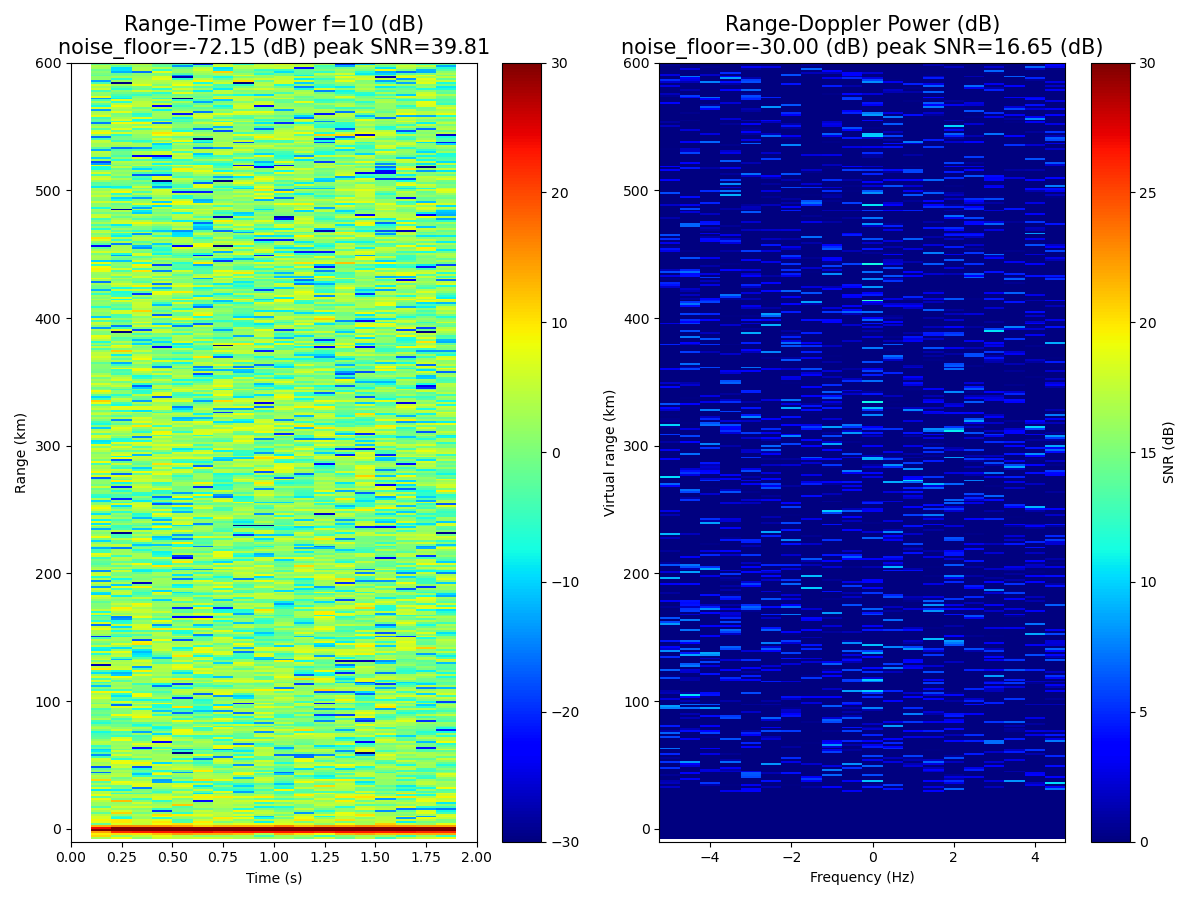 Range-Time Power f=10 (dB)
noise_floor=-72.15 (dB) peak SNR=39.81
600
500
400
300
200
100
0
Range (km)
0.00 0.25 0.50 0.75 1.00 1.25 1.50 1.75 2.00
Time (s)
30
20
10
0
−10
−20
−30
Range-Doppler Power (dB)
noise_floor=-30.00 (dB) peak SNR=16.65 (dB)
600
500
400
300
200
100
0
Virtual range (km)
−4 −2 0 2 4
Frequency (Hz)
30
25
20
15
10
5
0
SNR (dB)